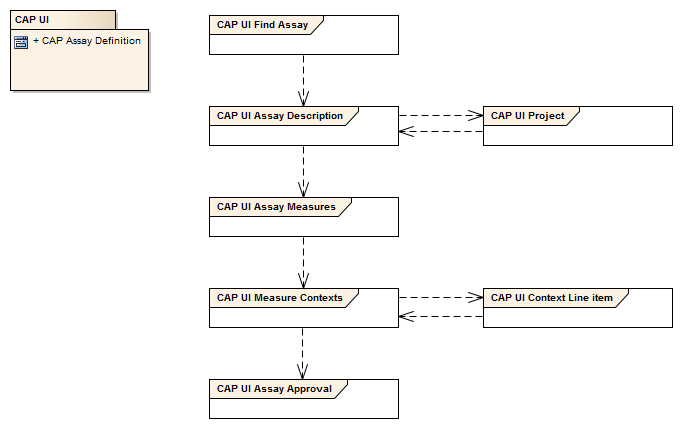 CAP UI
+ CAP Assay Definition
CAP UI Find Assay
CAP UI Assay Description
CAP UI Project
CAP UI Assay Measures
CAP UI Measure Contexts
CAP UI Context Line item
CAP UI Assay Approval